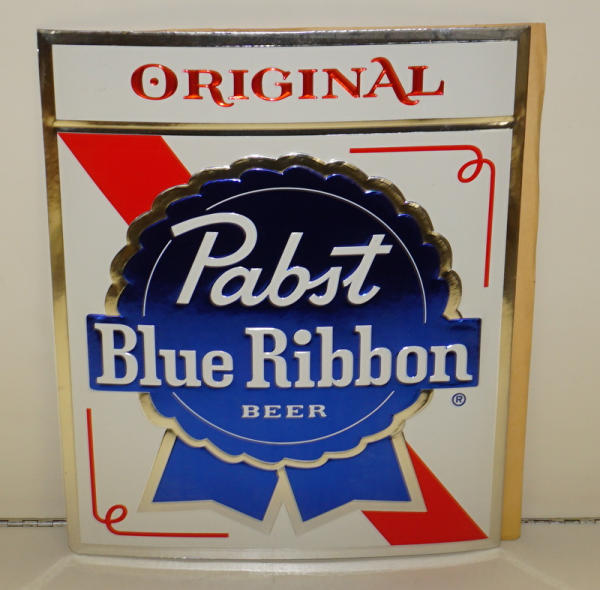 ORIGINAL
Pabst
Blue Ribbon
BEER
®